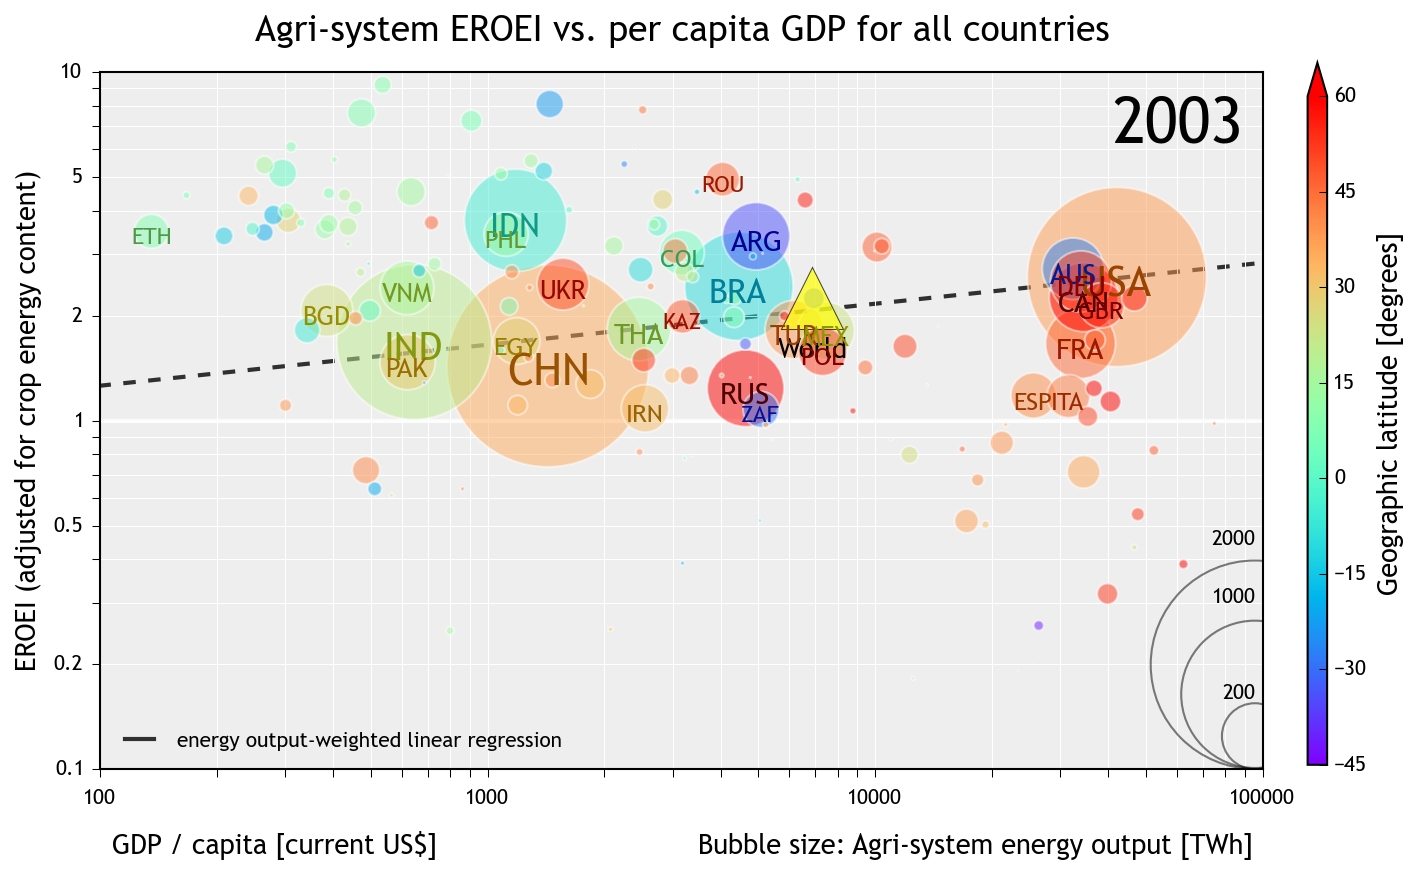 Agri-system EROEI vs. per capita GDP for all countries
2003
EROEI (adjusted for crop energy content)
10
5
2
1
0.5
0.2
0.1
100
1000
10000
100000
GDP / capita [current US$]
Bubble size: Agri-system energy output [TWh]
energy output-weighted linear regression
ETH
PHL
IDN
COL
ROU
ARG
BRA
UKR
VNM
BGD
IND
PAK
EGY
CHN
THA
KAZ
IRN
RUS
ZAF
TUR
MEX
World
POL
AUS
DEU
USA
CAN
GBR
FRA
ESP
ITA
2000
1000
200
60
45
30
15
0
−15
−30
−45
Geographic latitude [degrees]